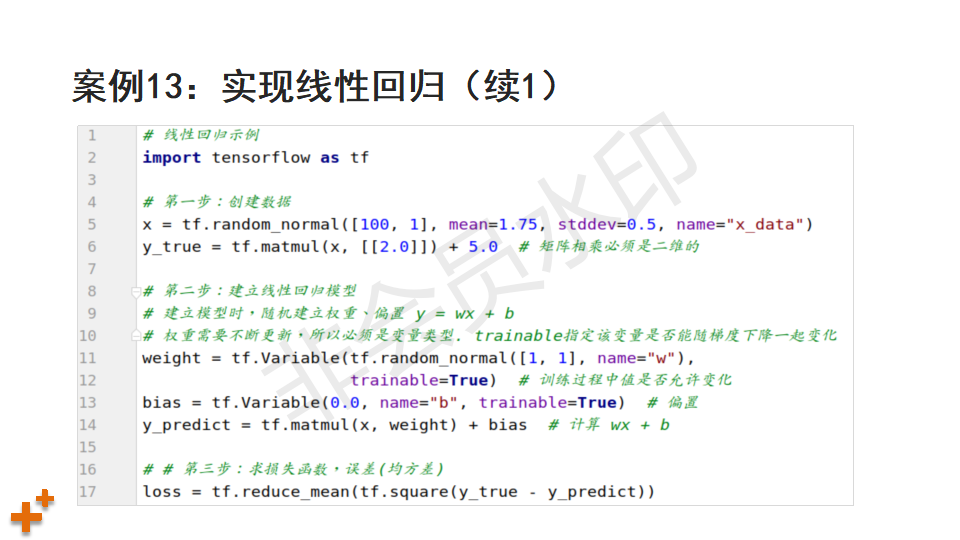 案例13：实现线性回归（续1）
1 # 线性回归示例
2 import tensorflow as tf
3
4 # 第一步：创建数据
5 x = tf.random_normal([100, 1], mean=1.75, stddev=0.5, name="x_data")
6 y_true = tf.matmul(x, [[2.0]]) + 5.0  # 矩阵相乘必须是二维的
7
8 # 第二步：建立线性回归模型
9 # 建立模型时，随机建立权重、偏置 y = wx + b
10 # 权重需要不断更新，所以必须是变量类型. trainable指定该变量是否能随梯度下降一起变化
11 weight = tf.Variable(tf.random_normal([1, 1], name="w"),
12                      trainable=True)  # 训练过程中值是否允许变化
13 bias = tf.Variable(0.0, name="b", trainable=True)  # 偏置
14 y_predict = tf.matmul(x, weight) + bias  # 计算 wx + b
15
16 # # 第三步：求损失函数，误差(均方差)
17 loss = tf.reduce_mean(tf.square(y_true - y_predict))
非会员水印